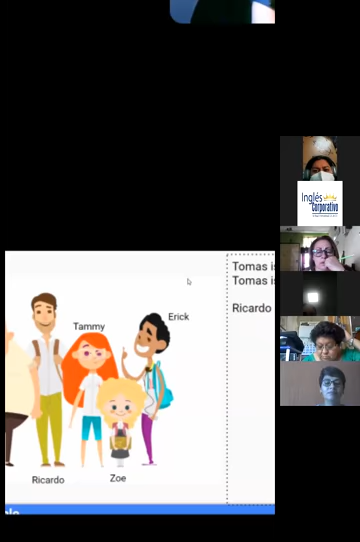 Inglés
Corporativo
Tomas is
Tomas is
Ricardo
Tammy
Erick
Ricardo
Zoe